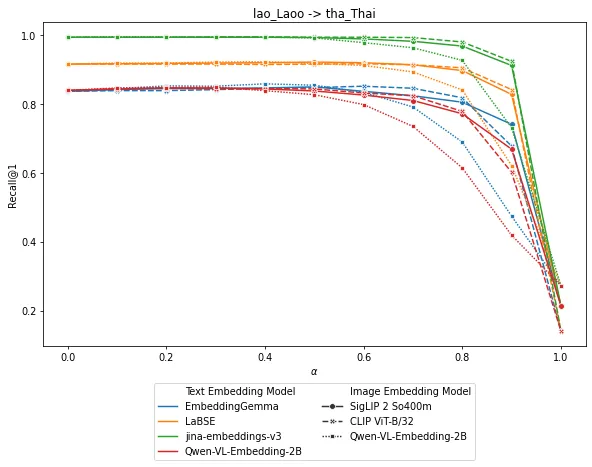 lao_Laoo -> tha_Thai
Recall@1
1.0
0.8
0.6
0.4
0.2
0.0 0.2 0.4 0.6 0.8 1.0
α
Text Embedding Model Image Embedding Model
EmbeddingGemma SigLIP 2 So400m
LaBSE CLIP ViT-B/32
jina-embeddings-v3 Qwen-VL-Embedding-2B
Qwen-VL-Embedding-2B